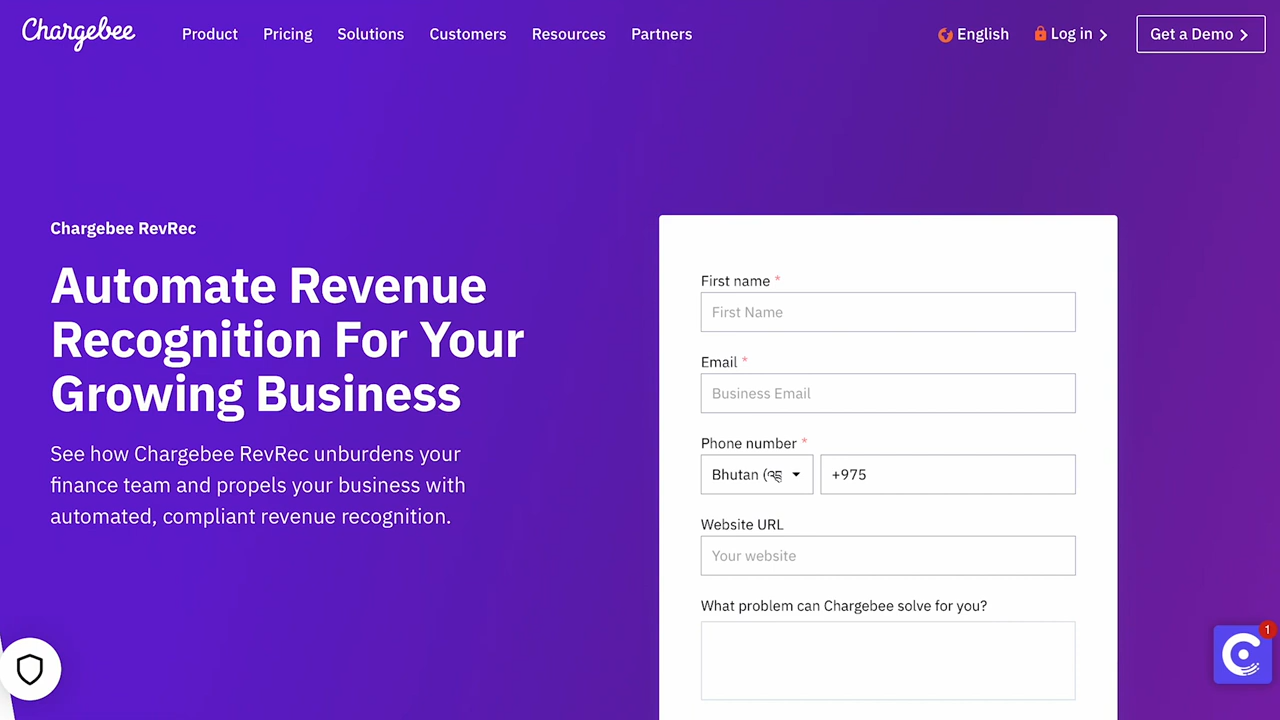 Chargebee
Product
Pricing
Solutions
Customers
Resources
Partners
English
Log in
Get a Demo
Chargebee RevRec
Automate Revenue
Recognition For Your
Growing Business
See how Chargebee RevRec unburdens your
finance team and propels your business with
automated, compliant revenue recognition.
First name *
First Name
Email *
Business Email
Phone number *
Bhutan (
+975
Website URL
Your website
What problem can Chargebee solve for you?
1